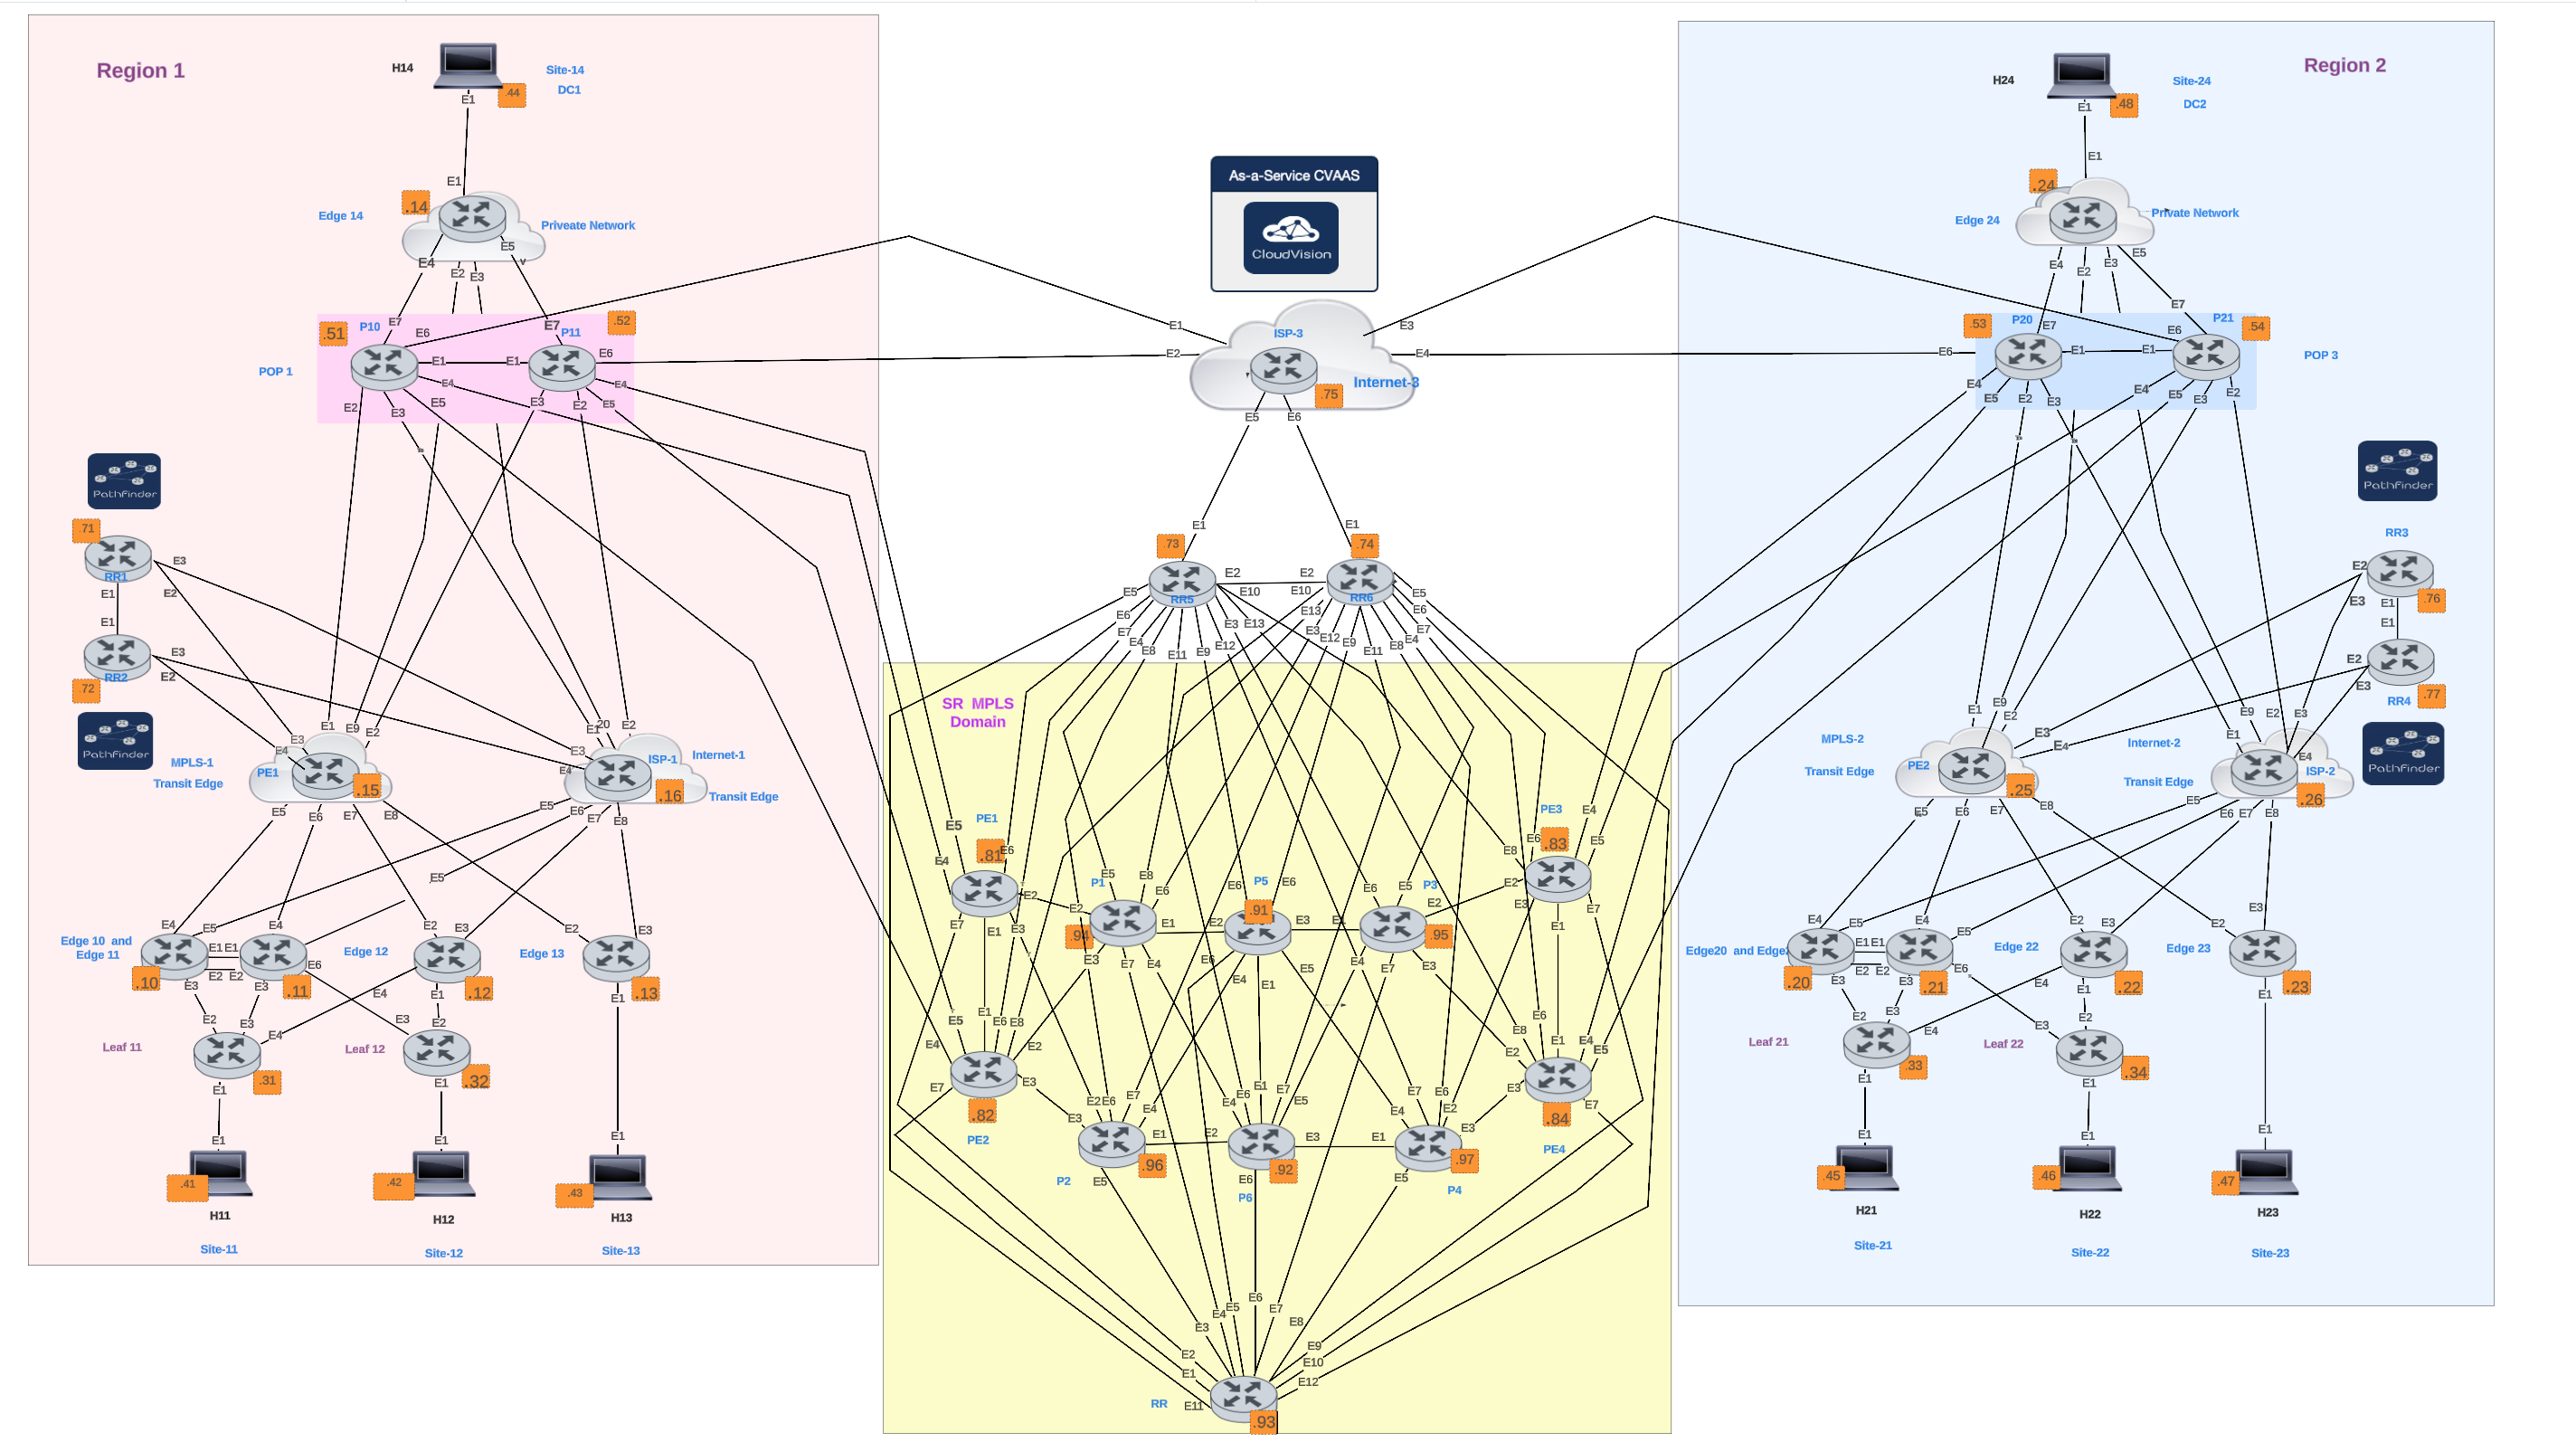 Region 1
H14
Site-14
DC1
.44
E1
E1
.14
Edge 14
Priveate Network
E5
E4
E2
E3
.51
P10
E7
E6
E7
P11
.52
E6
E1
E1
E4
E4
POP 1
E2
E3
E5
E3
E2
E5
Pathfinder
.71
RR1
E3
E1
E2
E1
E3
RR2
E2
.72
Pathfinder
E1
E9
E2
E3
E4
E1
20
E2
E3
E4
MPLS-1
Transit Edge
PE1
.15
ISP-1
Internet-1
.16
Transit Edge
E5
E6
E7
E8
E5
E6
E7
E8
E5
E4
E5
E4
E2
E3
E2
E3
Edge 10 and
Edge 11
E1
E1
E2
E2
.10
.11
E6
Edge 12
.12
Edge 13
.13
E3
E3
E4
E1
E1
E2
E3
E4
E3
E2
Leaf 11
.31
Leaf 12
.32
E1
E1
E1
E1
E1
.41
.42
.43
H11
H12
H13
Site-11
Site-12
Site-13
As-a-Service CVAAS
CloudVision
E1
E3
ISP-3
E2
E4
Internet-3
.75
E5
E6
E1
E1
.73
.74
E2
E2
E5
E10
E10
E5
RR5
RR6
E6
E7
E4
E8
E11
E9
E12
E3
E13
E13
E3
E12
E9
E11
E8
E4
E7
E6
SR MPLS
Domain
PE1
E5
.81
E6
E4
E2
E7
E1
E3
P1
E5
E8
E6
E2
.94
E1
E3
E7
E4
P5
E6
E6
.91
E2
E3
E6
E4
E1
E5
P3
E6
E5
E2
E1
.95
E4
E7
E3
PE3
.83
E4
E5
E6
E8
E2
E3
E1
E7
E5
E1
E6
E8
E4
E2
E7
E3
.82
PE2
E3
E2
E6
E7
E4
E1
.96
P2
E5
E4
E6
E1
E7
E5
E2
E3
.92
E6
P6
E4
E7
E6
E2
E3
E1
.97
E5
P4
E6
E8
E1
E4
E5
E2
E3
E7
.84
PE4
E3
E4
E5
E6
E7
E8
E2
E1
E9
E10
E12
RR
E11
.93
Region 2
H24
Site-24
DC2
.48
E1
E1
.24
Edge 24
Private Network
E4
E2
E3
E5
.53
P20
E7
E7
P21
E6
.54
E6
E1
E1
POP 3
E4
E5
E2
E3
E4
E5
E3
E2
Pathfinder
RR3
E2
E3
E1
.76
E1
E2
E3
RR4
.77
Pathfinder
E1
E9
E2
E3
E4
E1
E9
E2
E3
E4
MPLS-2
Transit Edge
PE2
.25
Internet-2
Transit Edge
ISP-2
.26
E5
E6
E7
E8
E5
E6
E7
E8
E4
E5
E4
E5
E2
E3
E2
E3
Edge20 and Edge
E1
E1
E2
E2
.20
.21
E6
Edge 22
.22
Edge 23
.23
E3
E3
E4
E1
E1
E2
E3
E4
E3
E2
Leaf 21
.33
Leaf 22
.34
E1
E1
E1
E1
E1
.45
.46
.47
H21
H22
H23
Site-21
Site-22
Site-23